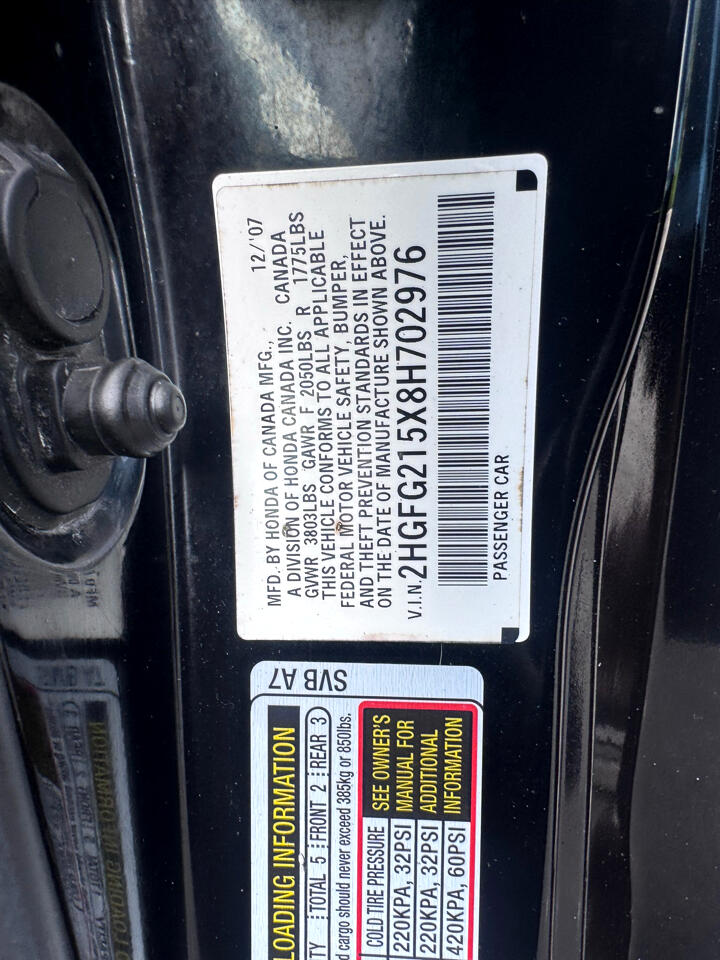 12/'07
MFD. BY HONDA OF CANADA MFG.,
A DIVISION OF HONDA CANADA INC. CANADA
GVWR 3803LBS GAWR F 2050LBS R 1775LBS
THIS VEHICLE CONFORMS TO ALL APPLICABLE
FEDERAL MOTOR VEHICLE SAFETY, BUMPER,
AND THEFT PREVENTION STANDARDS IN EFFECT
ON THE DATE OF MANUFACTURE SHOWN ABOVE.
V.I.N. 2HGFG215X8H702976
PASSENGER CAR
SVB A7
LOADING INFORMATION
TOTAL 5 FRONT 2 REAR 3
cargo should never exceed 385kg or 850lbs.
COLD TIRE PRESSURE
220KPA, 32PSI
220KPA, 32PSI
420KPA, 60PSI
SEE OWNER'S
MANUAL FOR
ADDITIONAL
INFORMATION